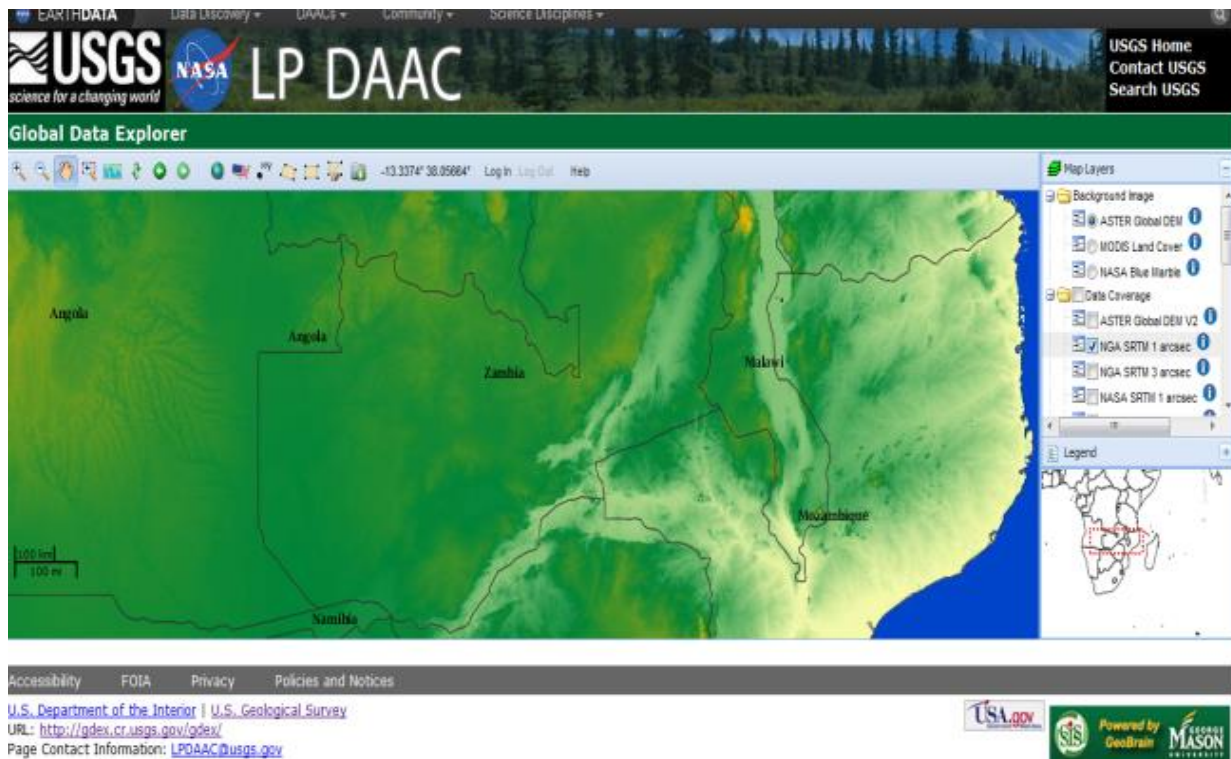 EARTHDATA Data Discovery DAACs Community Science Disciplines
USGS
science for a changing world
NASA
LP DAAC
USGS Home
Contact USGS
Search USGS
Global Data Explorer
-13.3374° 38.05664° Log In Log Out Help
Map Layers
Background Image
ASTER Global DEM
MODIS Land Cover
NASA Blue Marble
Data Coverage
ASTER Global DEM V2
NGA SRTM 1 arcsec
NGA SRTM 3 arcsec
NASA SRTM 1 arcsec
Legend
Angola
Angola
Zambia
Malawi
Mozambique
Namibia
100 km
100 mi
Accessibility FOIA Privacy Policies and Notices
U.S. Department of the Interior | U.S. Geological Survey
URL: http://gdex.cr.usgs.gov/gdex/
Page Contact Information: LPDAAC@usgs.gov
USA.gov
SIS
Powered by
GeoBrain
GEORGE
MASON
UNIVERSITY